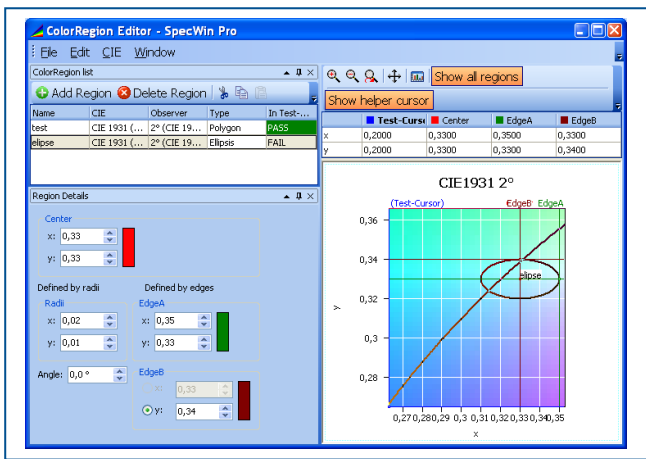 ColorRegion Editor - SpecWin Pro
File Edit CIE Window
ColorRegion list
Add Region Delete Region
Name CIE Observer Type In Test-...
test CIE 1931 (... 2° (CIE 19... Polygon PASS
elipse CIE 1931 (... 2° (CIE 19... Ellipsis FAIL
Show all regions
Show helper cursor
Test-Curs Center EdgeA EdgeB
x 0,2000 0,3300 0,3500 0,3300
y 0,2000 0,3300 0,3300 0,3400
Region Details
Center
x: 0,33
y: 0,33
Defined by radii Defined by edges
Radii EdgeA
x: 0,02 x: 0,35
y: 0,01 y: 0,33
Angle: 0,0 ° EdgeB
x: 0,33
y: 0,34
CIE1931 2°
(Test-Cursor) EdgeB EdgeA
0,36
0,34
elipse
0,32
y
0,3
0,28
0,27 0,28 0,29 0,3 0,31 0,32 0,33 0,34 0,35
x